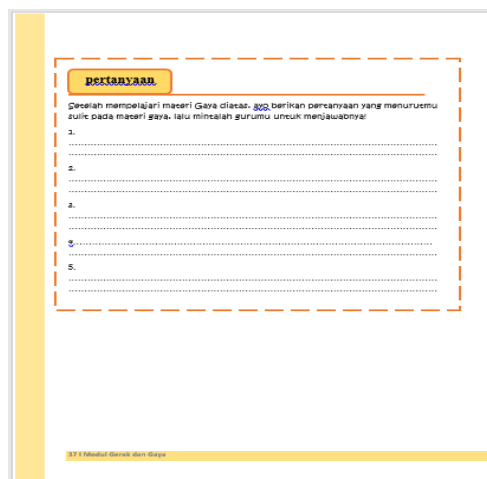 pertanyaan
Setelah mempelajari materi Gaya diatas. ayo berikan pertanyaan yang menurutmu
sulit pada materi gaya. lalu mintalah gurumu untuk menjawabnya!
1.
2.
3.
4.
5.
37 | Modul Gerak dan Gaya